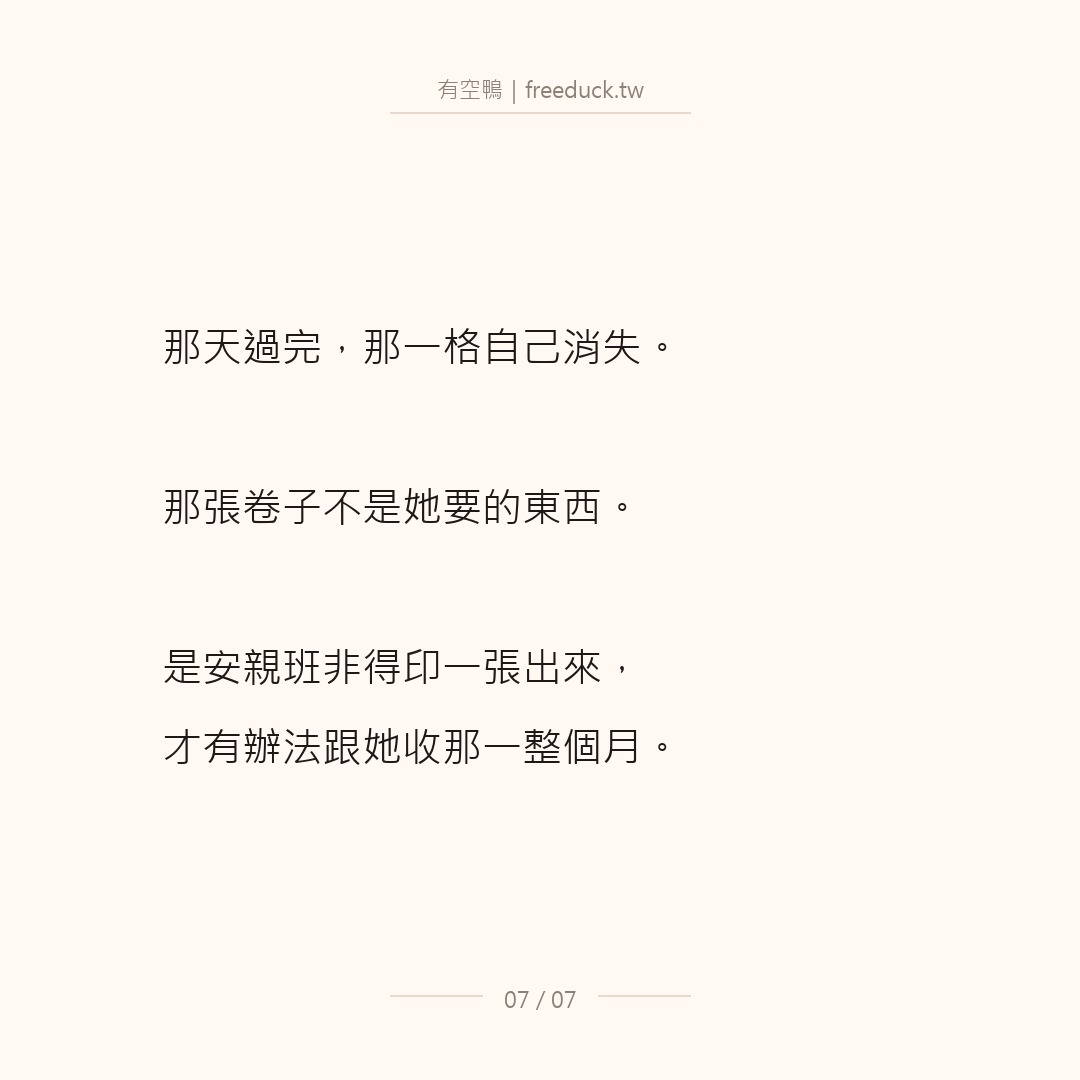 有空鴨｜freeduck.tw
那天過完，那一格自己消失。
那張卷子不是她要的東西。
是安親班非得印一張出來，
才有辦法跟她收那一整個月。
07 / 07